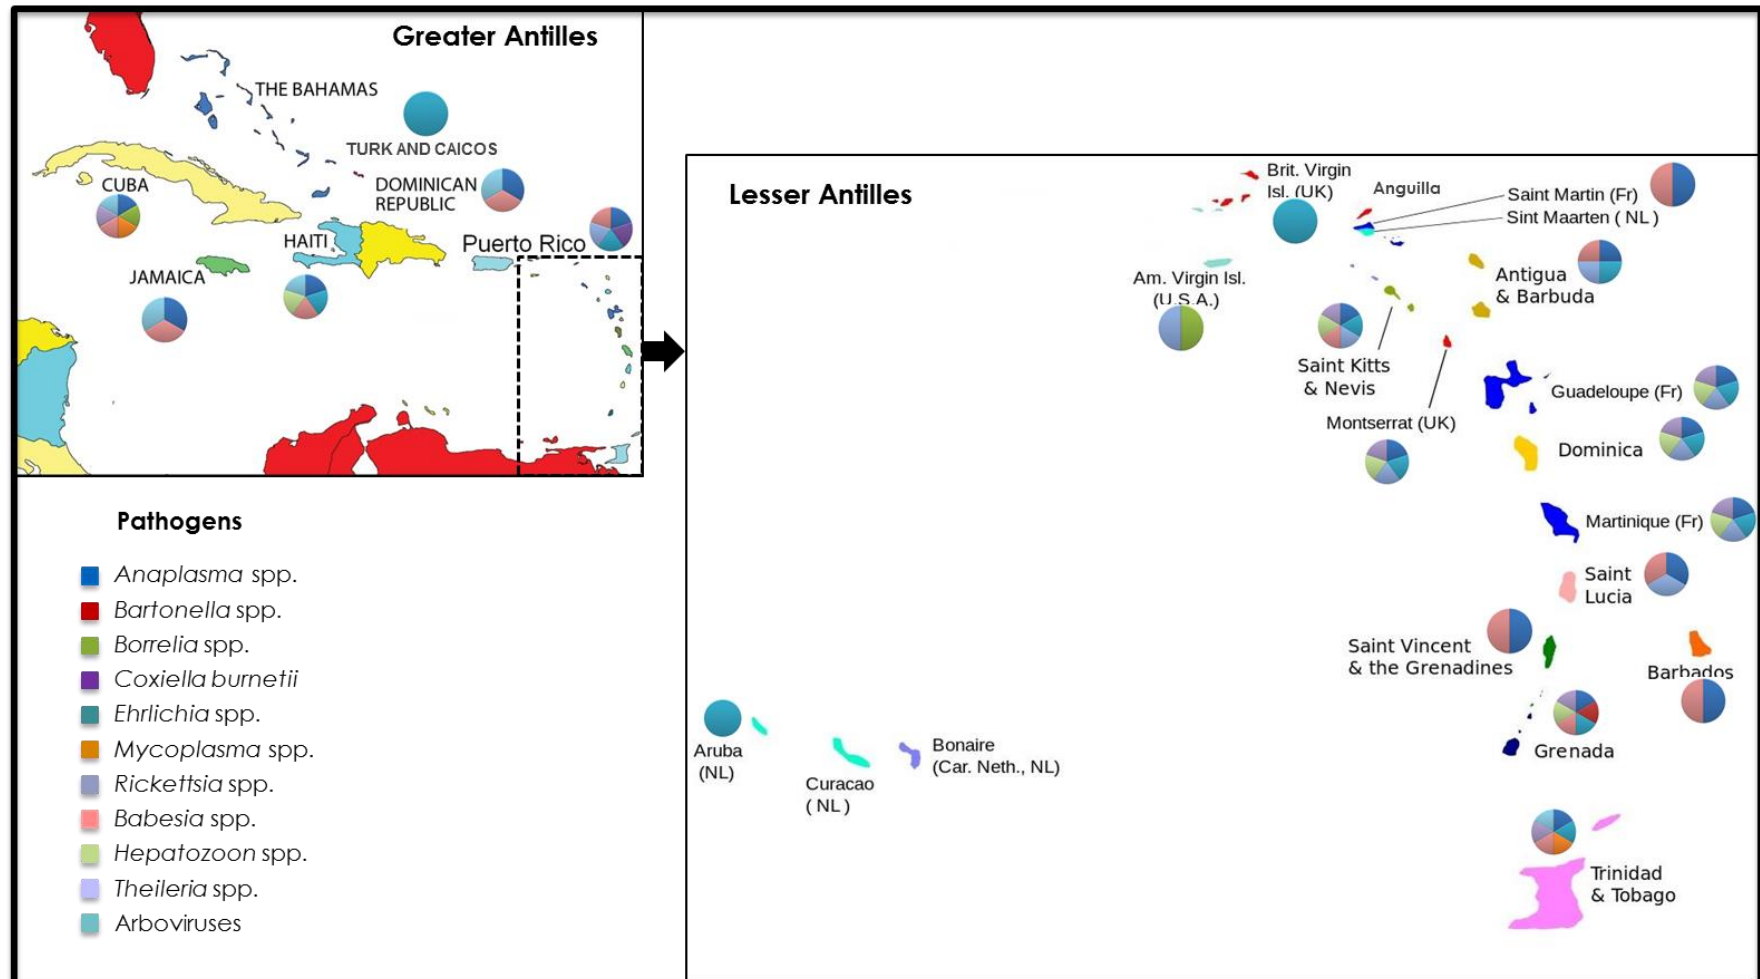 Greater Antilles
THE BAHAMAS
TURK AND CAICOS
CUBA
DOMINICAN
REPUBLIC
HAITI
Puerto Rico
JAMAICA
Lesser Antilles
Brit. Virgin
Isl. (UK)
Anguilla
Saint Martin (Fr)
Sint Maarten ( NL )
Am. Virgin Isl.
(U.S.A.)
Antigua
& Barbuda
Saint Kitts
& Nevis
Guadeloupe (Fr)
Montserrat (UK)
Dominica
Martinique (Fr)
Saint
Lucia
Saint Vincent
& the Grenadines
Barbados
Grenada
Aruba
(NL)
Curacao
( NL )
Bonaire
(Car. Neth., NL)
Trinidad
& Tobago
Pathogens
Anaplasma spp.
Bartonella spp.
Borrelia spp.
Coxiella burnetii
Ehrlichia spp.
Mycoplasma spp.
Rickettsia spp.
Babesia spp.
Hepatozoon spp.
Theileria spp.
Arboviruses